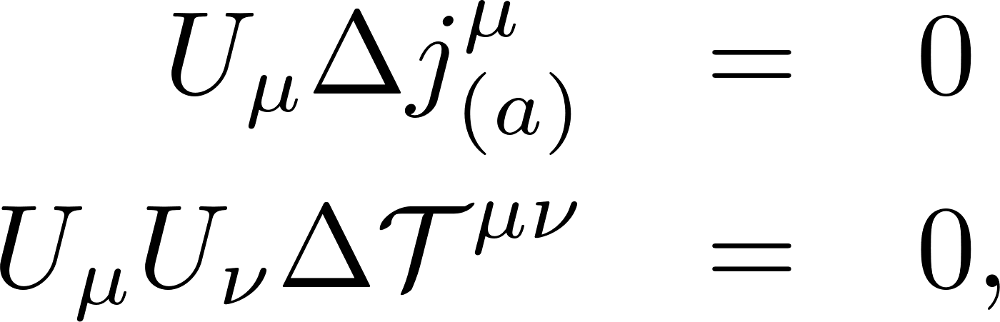 $U_\mu \Delta j^\mu_{(a)} = 0$
$U_\mu U_\nu \Delta \mathcal{T}^{\mu\nu} = 0,$